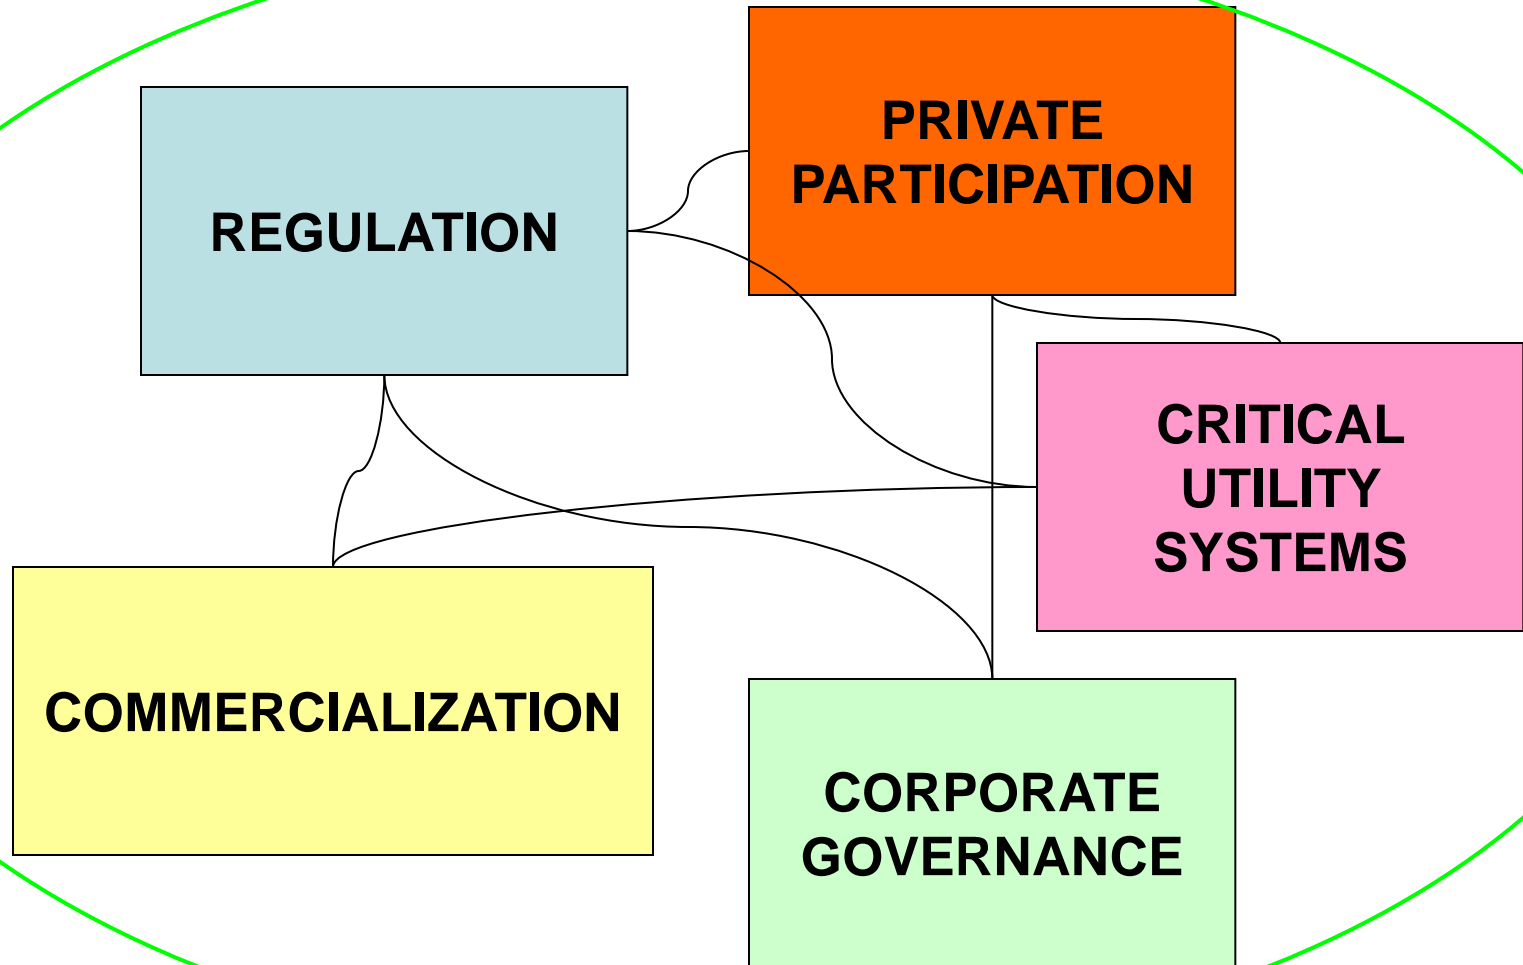 PRIVATE
PARTICIPATION
REGULATION
CRITICAL
UTILITY
SYSTEMS
COMMERCIALIZATION
CORPORATE
GOVERNANCE